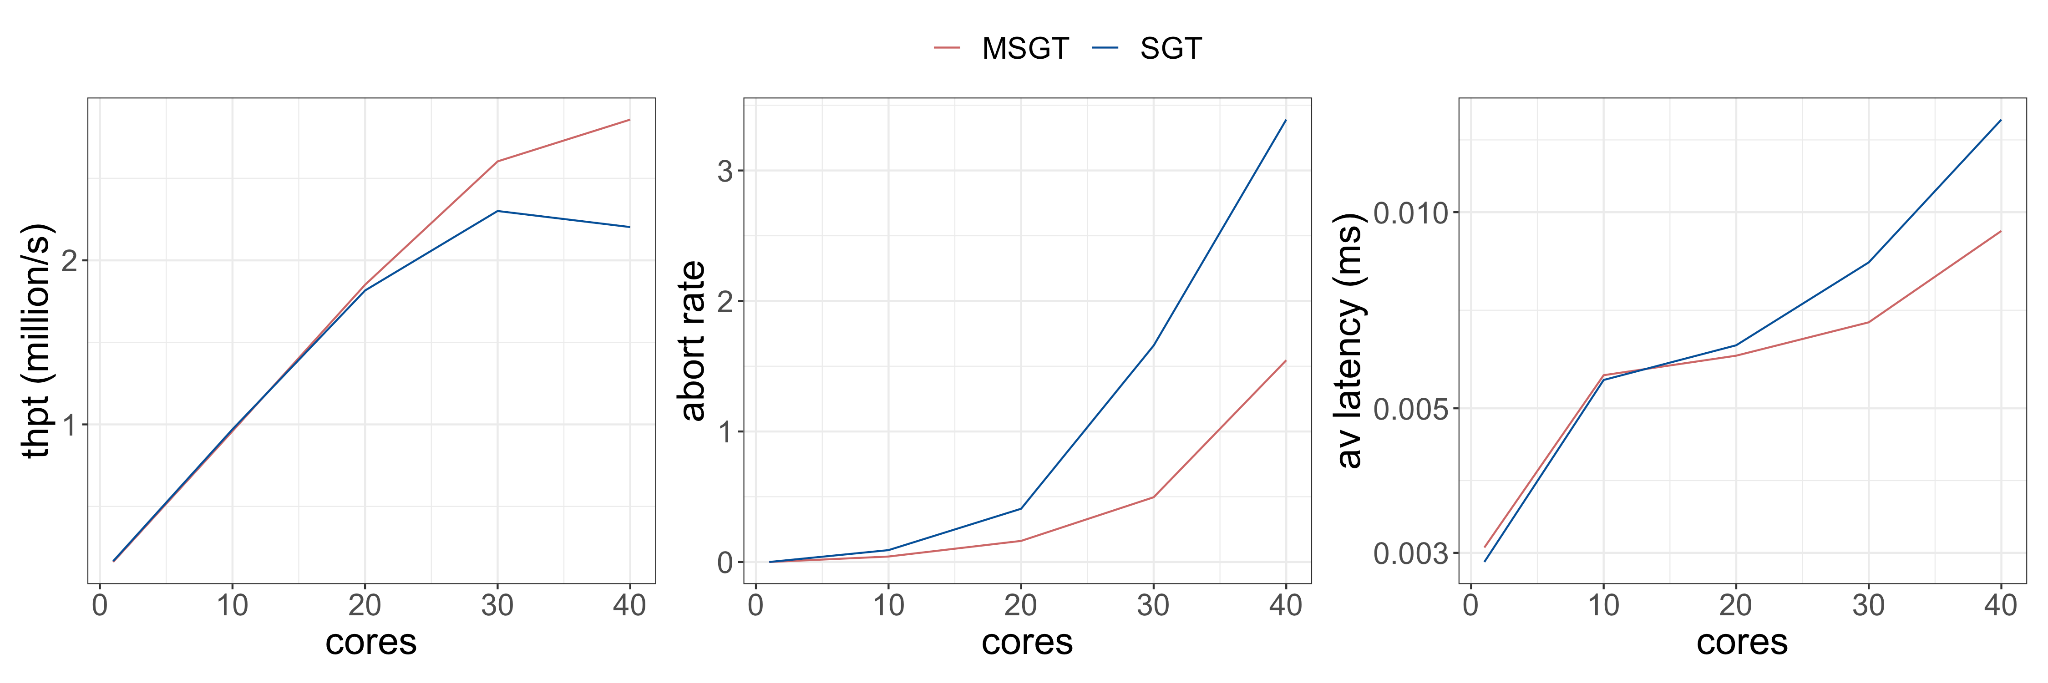 MSGT SGT
thpt (million/s)
2
1
0 10 20 30 40
cores
abort rate
3
2
1
0
0 10 20 30 40
cores
av latency (ms)
0.010
0.005
0.003
0 10 20 30 40
cores